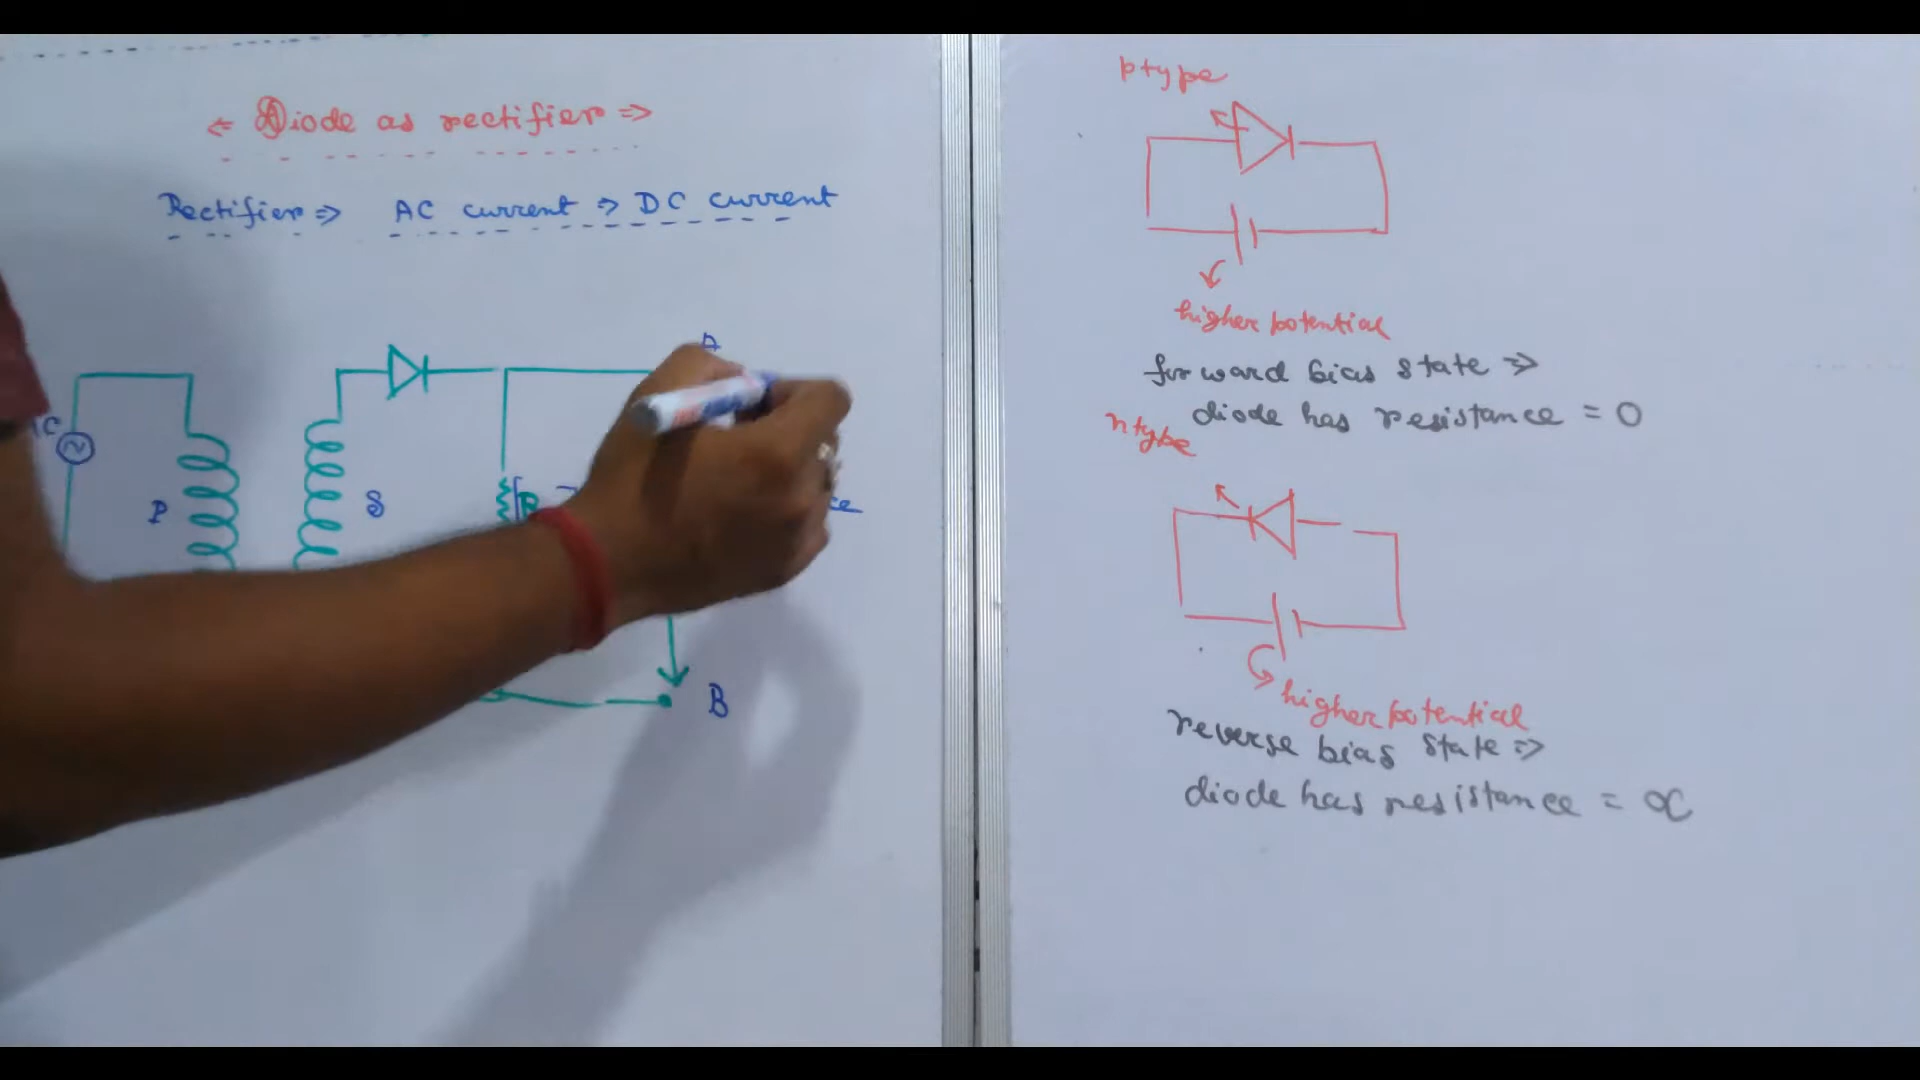 ⇐ Diode as rectifier ⇒
Rectifier ⇒ AC current ⇒ DC current
A
C
P
S
R
ce
B
p type
higher potential
forward bias state ⇒
diode has resistance = 0
n type
higher potential
reverse bias state ⇒
diode has resistance = ∝